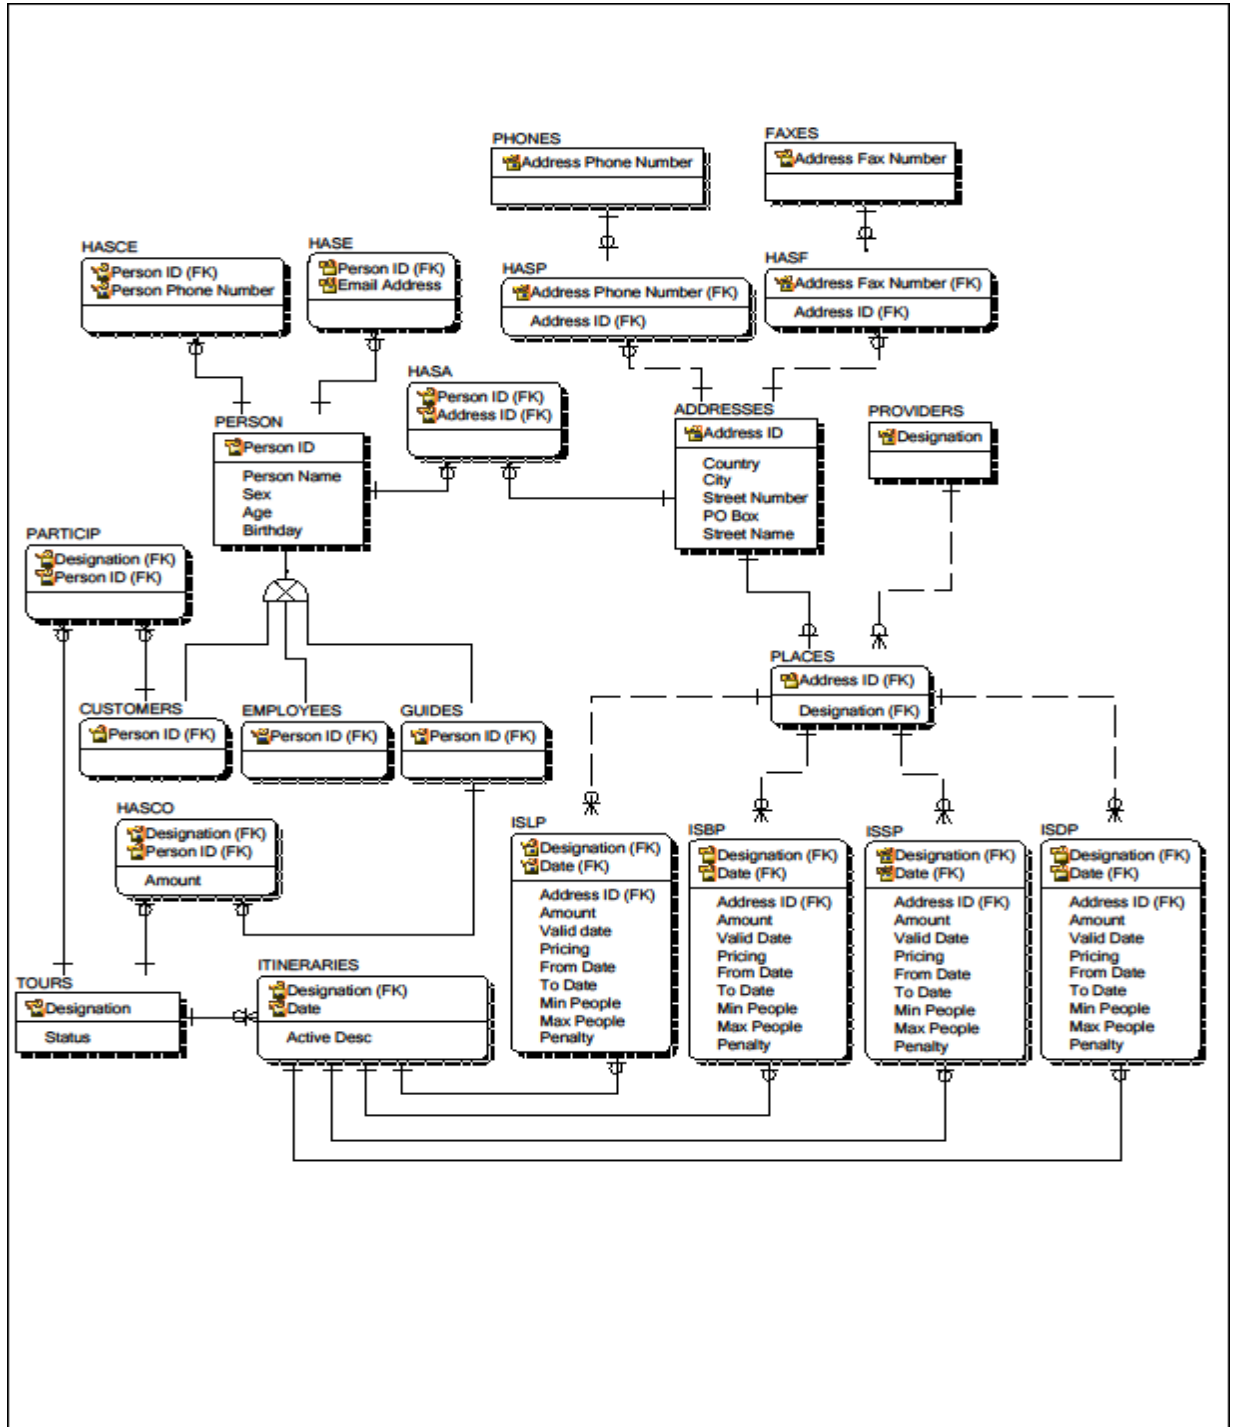 PHONES
Address Phone Number
FAXES
Address Fax Number
HASCE
Person ID (FK)
Person Phone Number
HASE
Person ID (FK)
Email Address
HASP
Address Phone Number (FK)
Address ID (FK)
HASF
Address Fax Number (FK)
Address ID (FK)
HASA
Person ID (FK)
Address ID (FK)
PERSON
Person ID
Person Name
Sex
Age
Birthday
ADDRESSES
Address ID
Country
City
Street Number
PO Box
Street Name
PROVIDERS
Designation
PARTICIP
Designation (FK)
Person ID (FK)
PLACES
Address ID (FK)
Designation (FK)
CUSTOMERS
Person ID (FK)
EMPLOYEES
Person ID (FK)
GUIDES
Person ID (FK)
HASCO
Designation (FK)
Person ID (FK)
Amount
ISLP
Designation (FK)
Date (FK)
Address ID (FK)
Amount
Valid date
Pricing
From Date
To Date
Min People
Max People
Penalty
ISBP
Designation (FK)
Date (FK)
Address ID (FK)
Amount
Valid Date
Pricing
From Date
To Date
Min People
Max People
Penalty
ISSP
Designation (FK)
Date (FK)
Address ID (FK)
Amount
Valid Date
Pricing
From Date
To Date
Min People
Max People
Penalty
ISDP
Designation (FK)
Date (FK)
Address ID (FK)
Amount
Valid Date
Pricing
From Date
To Date
Min People
Max People
Penalty
TOURS
Designation
Status
ITINERARIES
Designation (FK)
Date
Active Desc